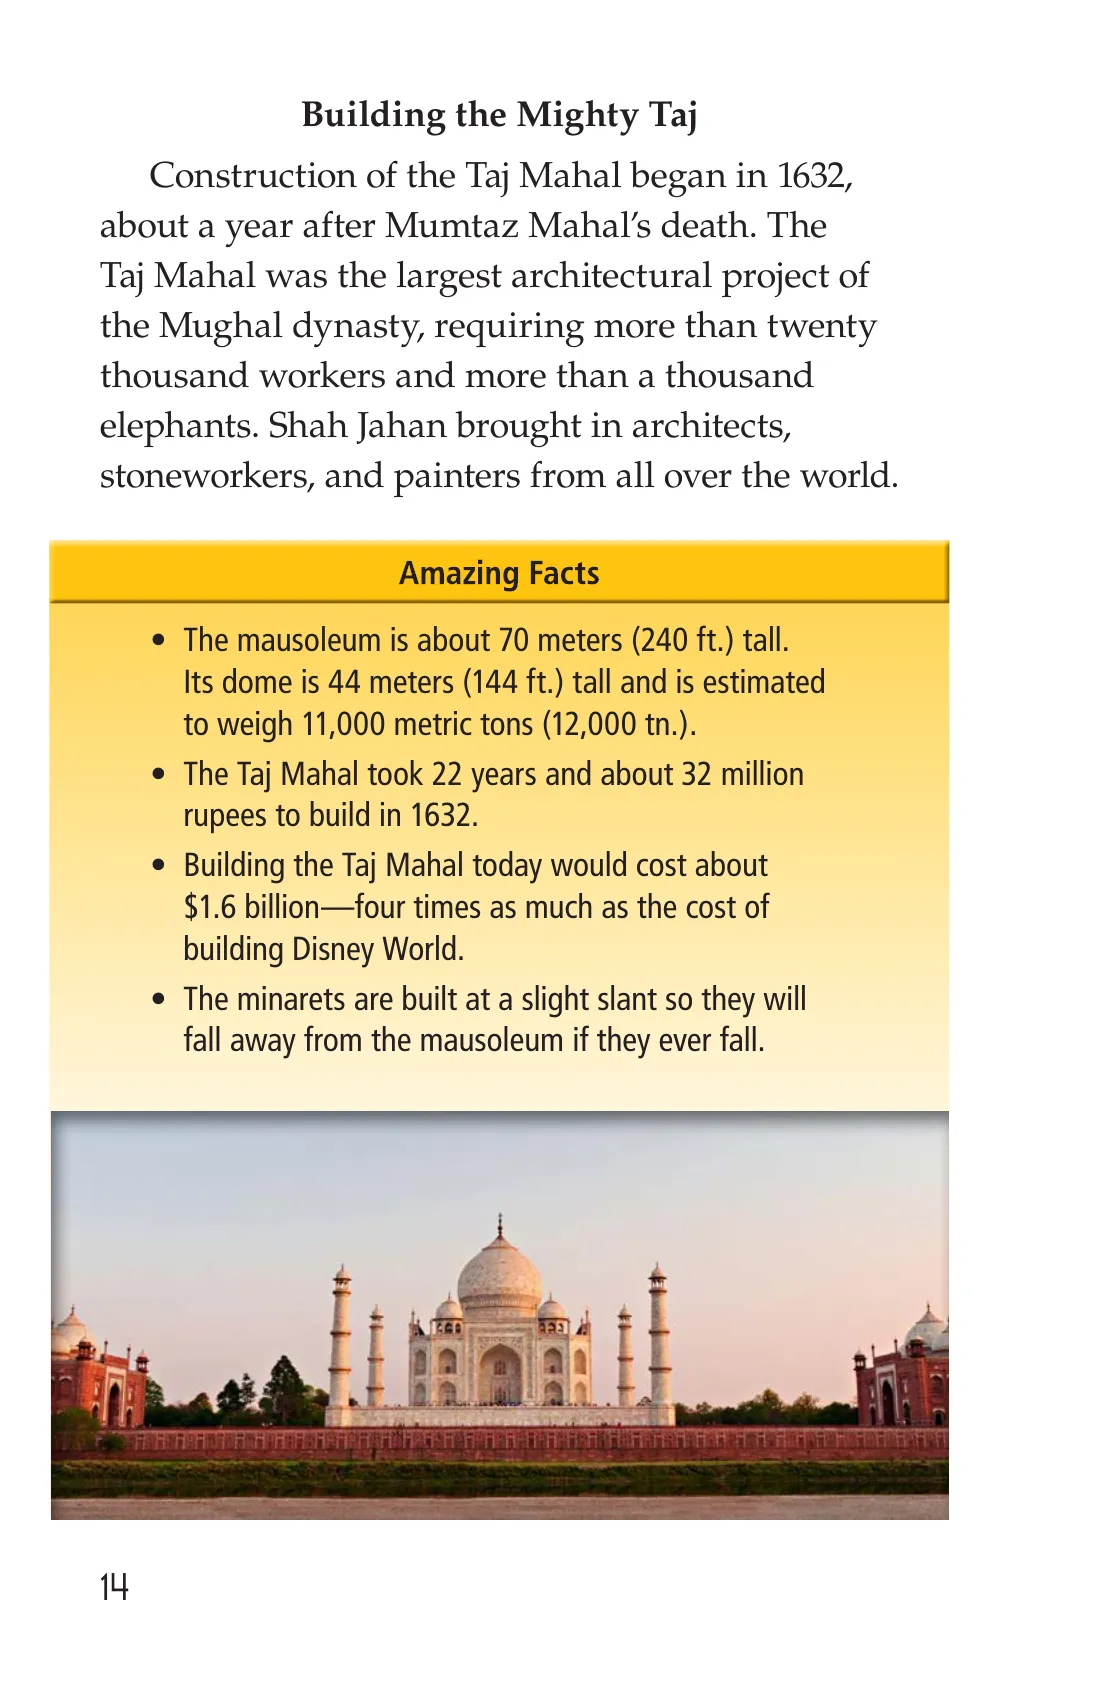 Building the Mighty Taj
Construction of the Taj Mahal began in 1632,
about a year after Mumtaz Mahal’s death. The
Taj Mahal was the largest architectural project of
the Mughal dynasty, requiring more than twenty
thousand workers and more than a thousand
elephants. Shah Jahan brought in architects,
stoneworkers, and painters from all over the world.
Amazing Facts
• The mausoleum is about 70 meters (240 ft.) tall.
Its dome is 44 meters (144 ft.) tall and is estimated
to weigh 11,000 metric tons (12,000 tn.).
• The Taj Mahal took 22 years and about 32 million
rupees to build in 1632.
• Building the Taj Mahal today would cost about
$1.6 billion—four times as much as the cost of
building Disney World.
• The minarets are built at a slight slant so they will
fall away from the mausoleum if they ever fall.
14